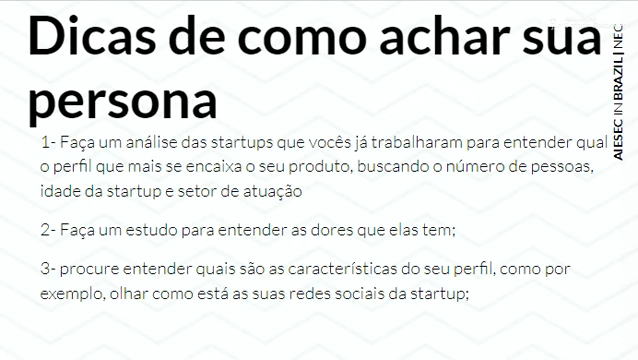 Dicas de como achar sua
persona
1- Faça um análise das startups que vocês já trabalharam para entender qual
o perfil que mais se encaixa o seu produto, buscando o número de pessoas,
idade da startup e setor de atuação
2- Faça um estudo para entender as dores que elas tem;
3- procure entender quais são as características do seu perfil, como por
exemplo, olhar como está as suas redes sociais da startup;
AIESEC IN BRAZIL | NEC